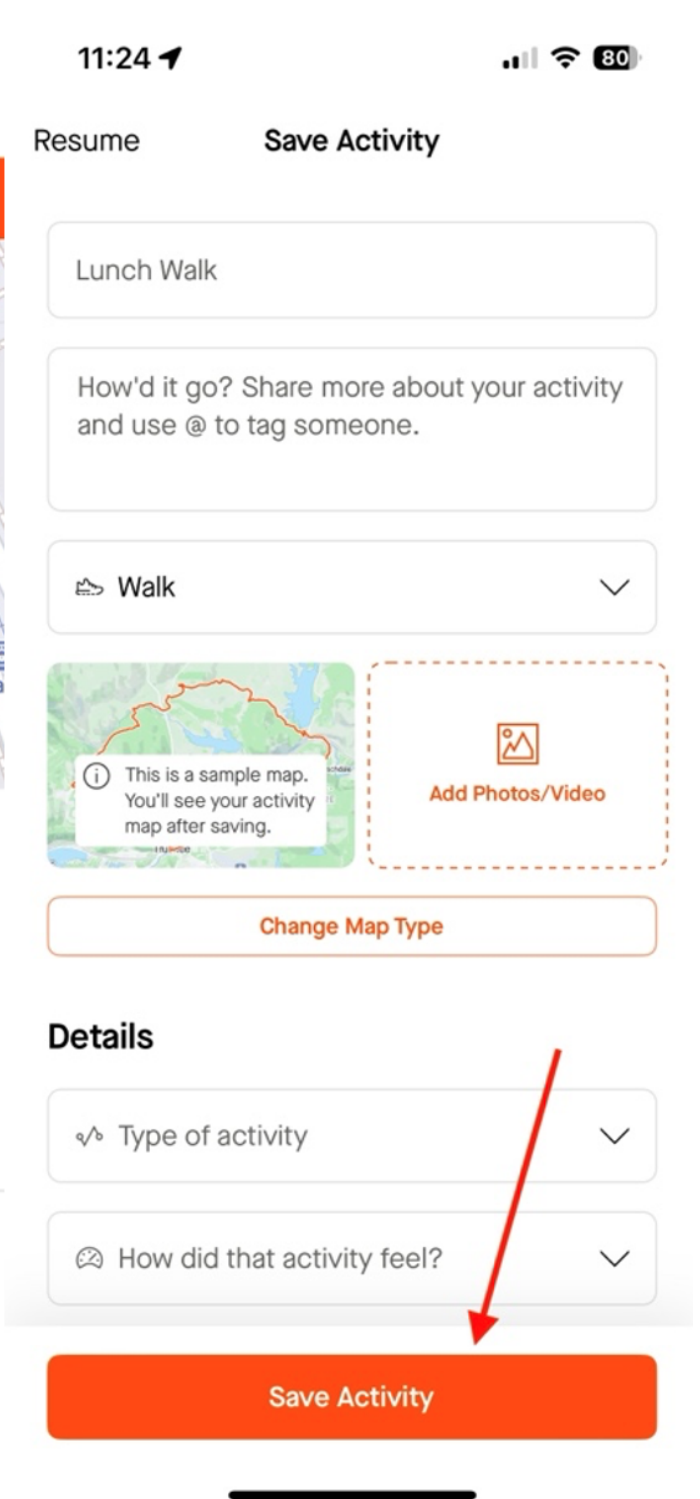 11:24
80
Resume
Save Activity
Lunch Walk
How'd it go? Share more about your activity
and use @ to tag someone.
Walk
This is a sample map.
You'll see your activity
map after saving.
Add Photos/Video
Change Map Type
Details
Type of activity
How did that activity feel?
Save Activity